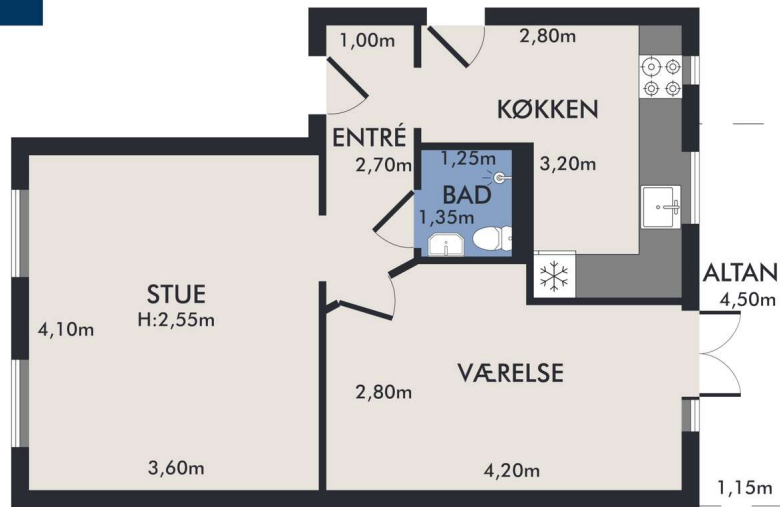 1,00m
2,80m
KØKKEN
ENTRÉ
2,70m
1,25m
3,20m
BAD
1,35m
ALTAN
4,50m
STUE
H:2,55m
4,10m
VÆRELSE
2,80m
3,60m
4,20m
1,15m